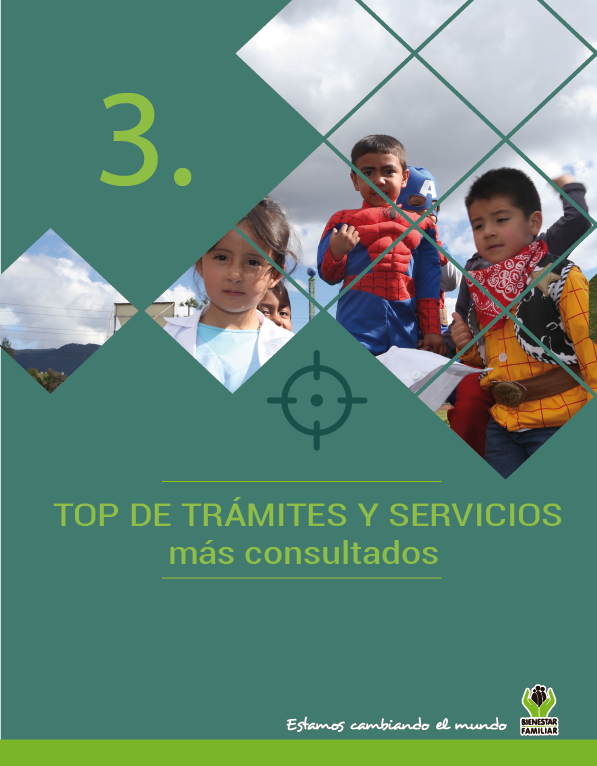 3.
A
TOP DE TRÁMITES Y SERVICIOS
más consultados
Estamos cambiando el mundo
BIENESTAR
FAMILIAR